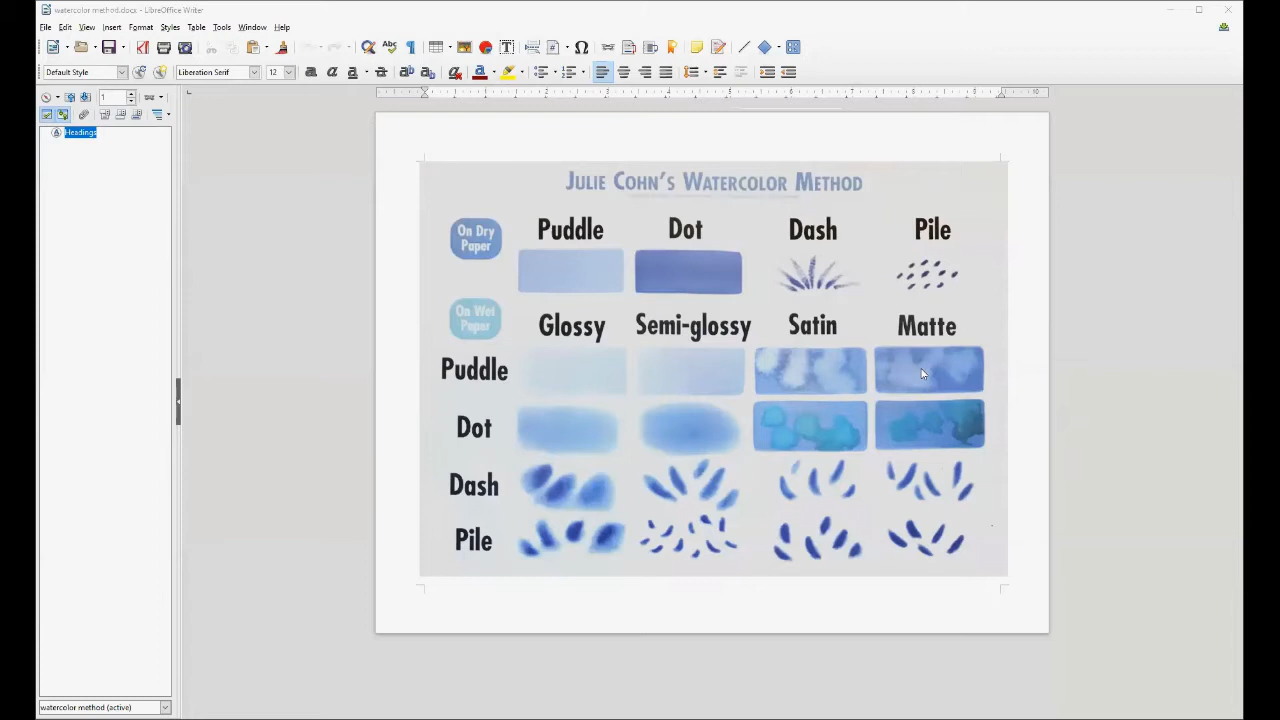 watercolor method.docx - LibreOffice Writer
File Edit View Insert Format Styles Table Tools Window Help
Default Style Liberation Serif 12
1
Headings
JULIE COHN'S WATERCOLOR METHOD
On Dry
Paper
Puddle Dot Dash Pile
On Wet
Paper
Glossy Semi-glossy Satin Matte
Puddle
Dot
Dash
Pile
watercolor method (active)